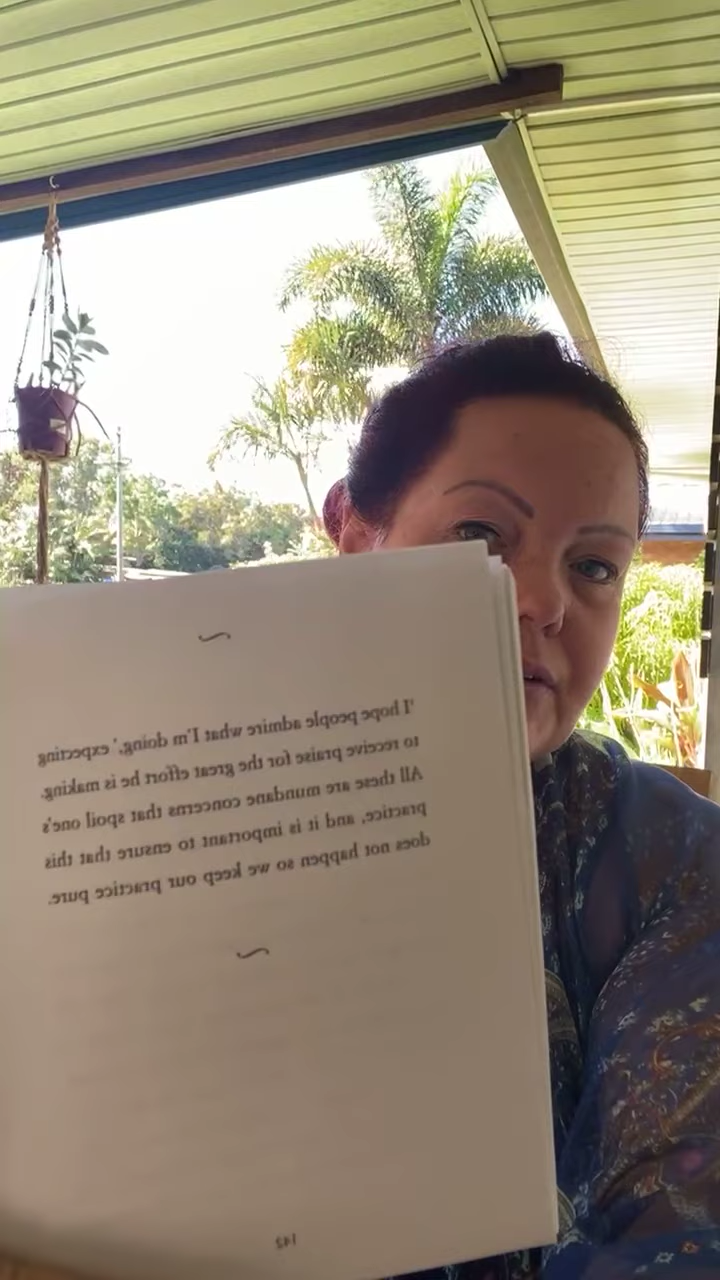 'I hope people admire what I'm doing,' expecting
to receive praise for the great effort he is making.
All these are mundane concerns that spoil one's
practice, and it is important to ensure that this
does not happen so we keep our practice pure.
142